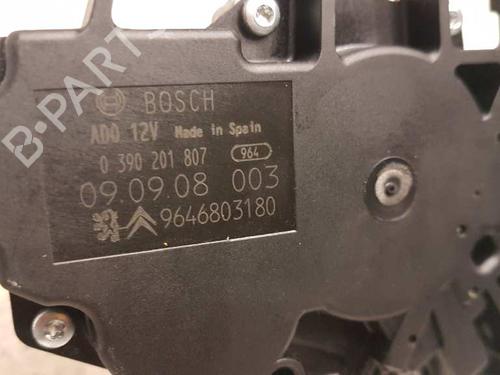 B-PARTS
BOSCH
ADO 12V Made in Spain
0 390 201 807 964
09.09.08 003
9646803180